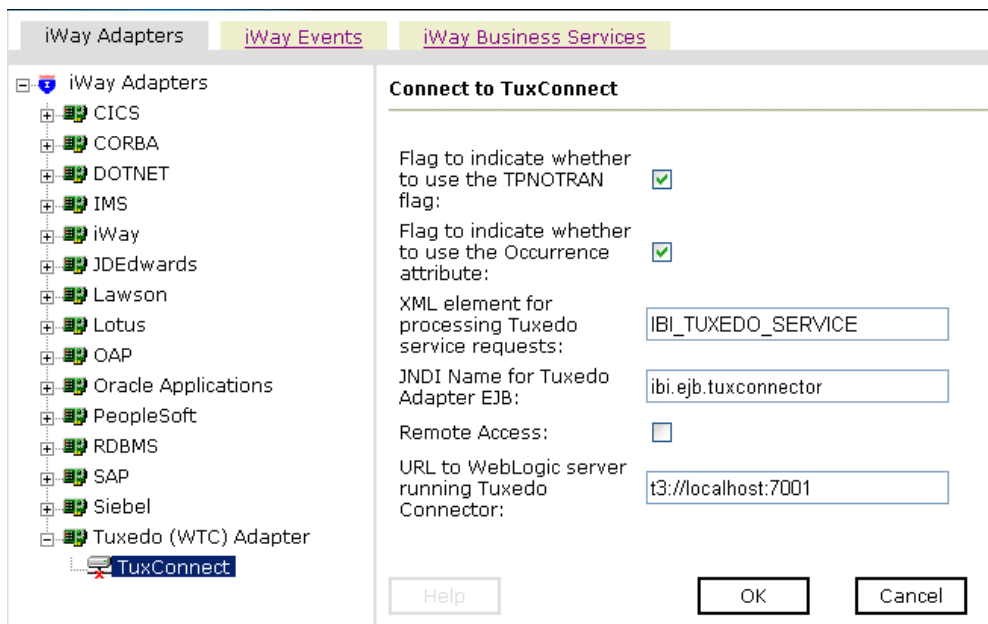 iWay Adapters
iWay Events
iWay Business Services
iWay Adapters
CICS
CORBA
DOTNET
IMS
iWay
JDEdwards
Lawson
Lotus
OAP
Oracle Applications
PeopleSoft
RDBMS
SAP
Siebel
Tuxedo (WTC) Adapter
TuxConnect
Connect to TuxConnect
Flag to indicate whether
to use the TPNOTRAN
flag:
Flag to indicate whether
to use the Occurrence
attribute:
XML element for
processing Tuxedo
service requests:
IBI_TUXEDO_SERVICE
JNDI Name for Tuxedo
Adapter EJB:
ibi.ejb.tuxconnector
Remote Access:
URL to WebLogic server
running Tuxedo
Connector:
t3://localhost:7001
Help
OK
Cancel